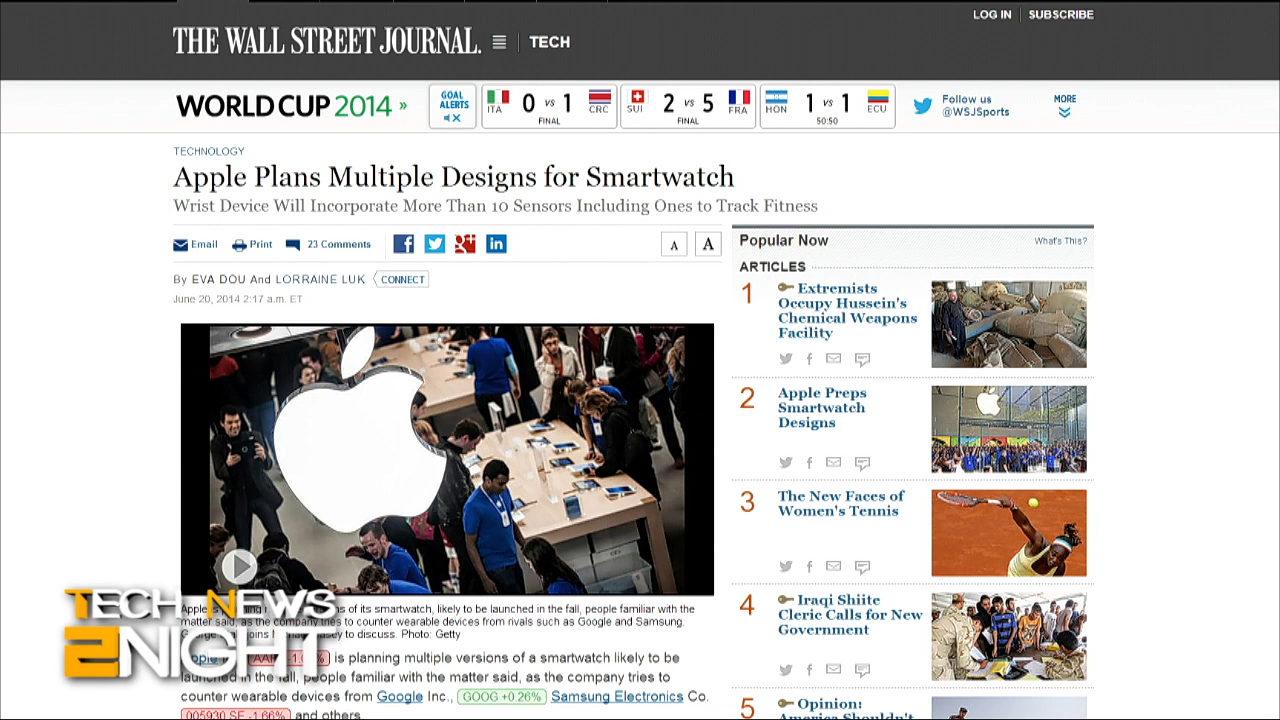 LOG IN SUBSCRIBE
THE WALL STREET JOURNAL. TECH
WORLD CUP 2014 »
GOAL ALERTS
ITA 0 vs 1 CRC
FINAL
SUI 2 vs 5 FRA
FINAL
HON 1 vs 1 ECU
50:50
Follow us
@WSJSports
MORE
TECHNOLOGY
Apple Plans Multiple Designs for Smartwatch
Wrist Device Will Incorporate More Than 10 Sensors Including Ones to Track Fitness
Email Print 23 Comments
f g+ in
A A
By EVA DOU And LORRAINE LUK CONNECT
June 20, 2014 2:17 a.m. ET
of its smartwatch, likely to be launched in the fall, people familiar with the
matter said, as the company tries to counter wearable devices from rivals such as Google and Samsung.
joins to discuss. Photo: Getty
is planning multiple versions of a smartwatch likely to be
in the fall, people familiar with the matter said, as the company tries to
counter wearable devices from Google Inc., GOOG +0.26% Samsung Electronics Co.
005930.SE -1.66% and others
Popular Now What's This?
ARTICLES
1 Extremists
Occupy Hussein's
Chemical Weapons
Facility
2 Apple Preps
Smartwatch
Designs
3 The New Faces of
Women's Tennis
4 Iraqi Shiite
Cleric Calls for New
Government
5 Opinion:
America Shouldn't
TECH NEWS
2NIGHT